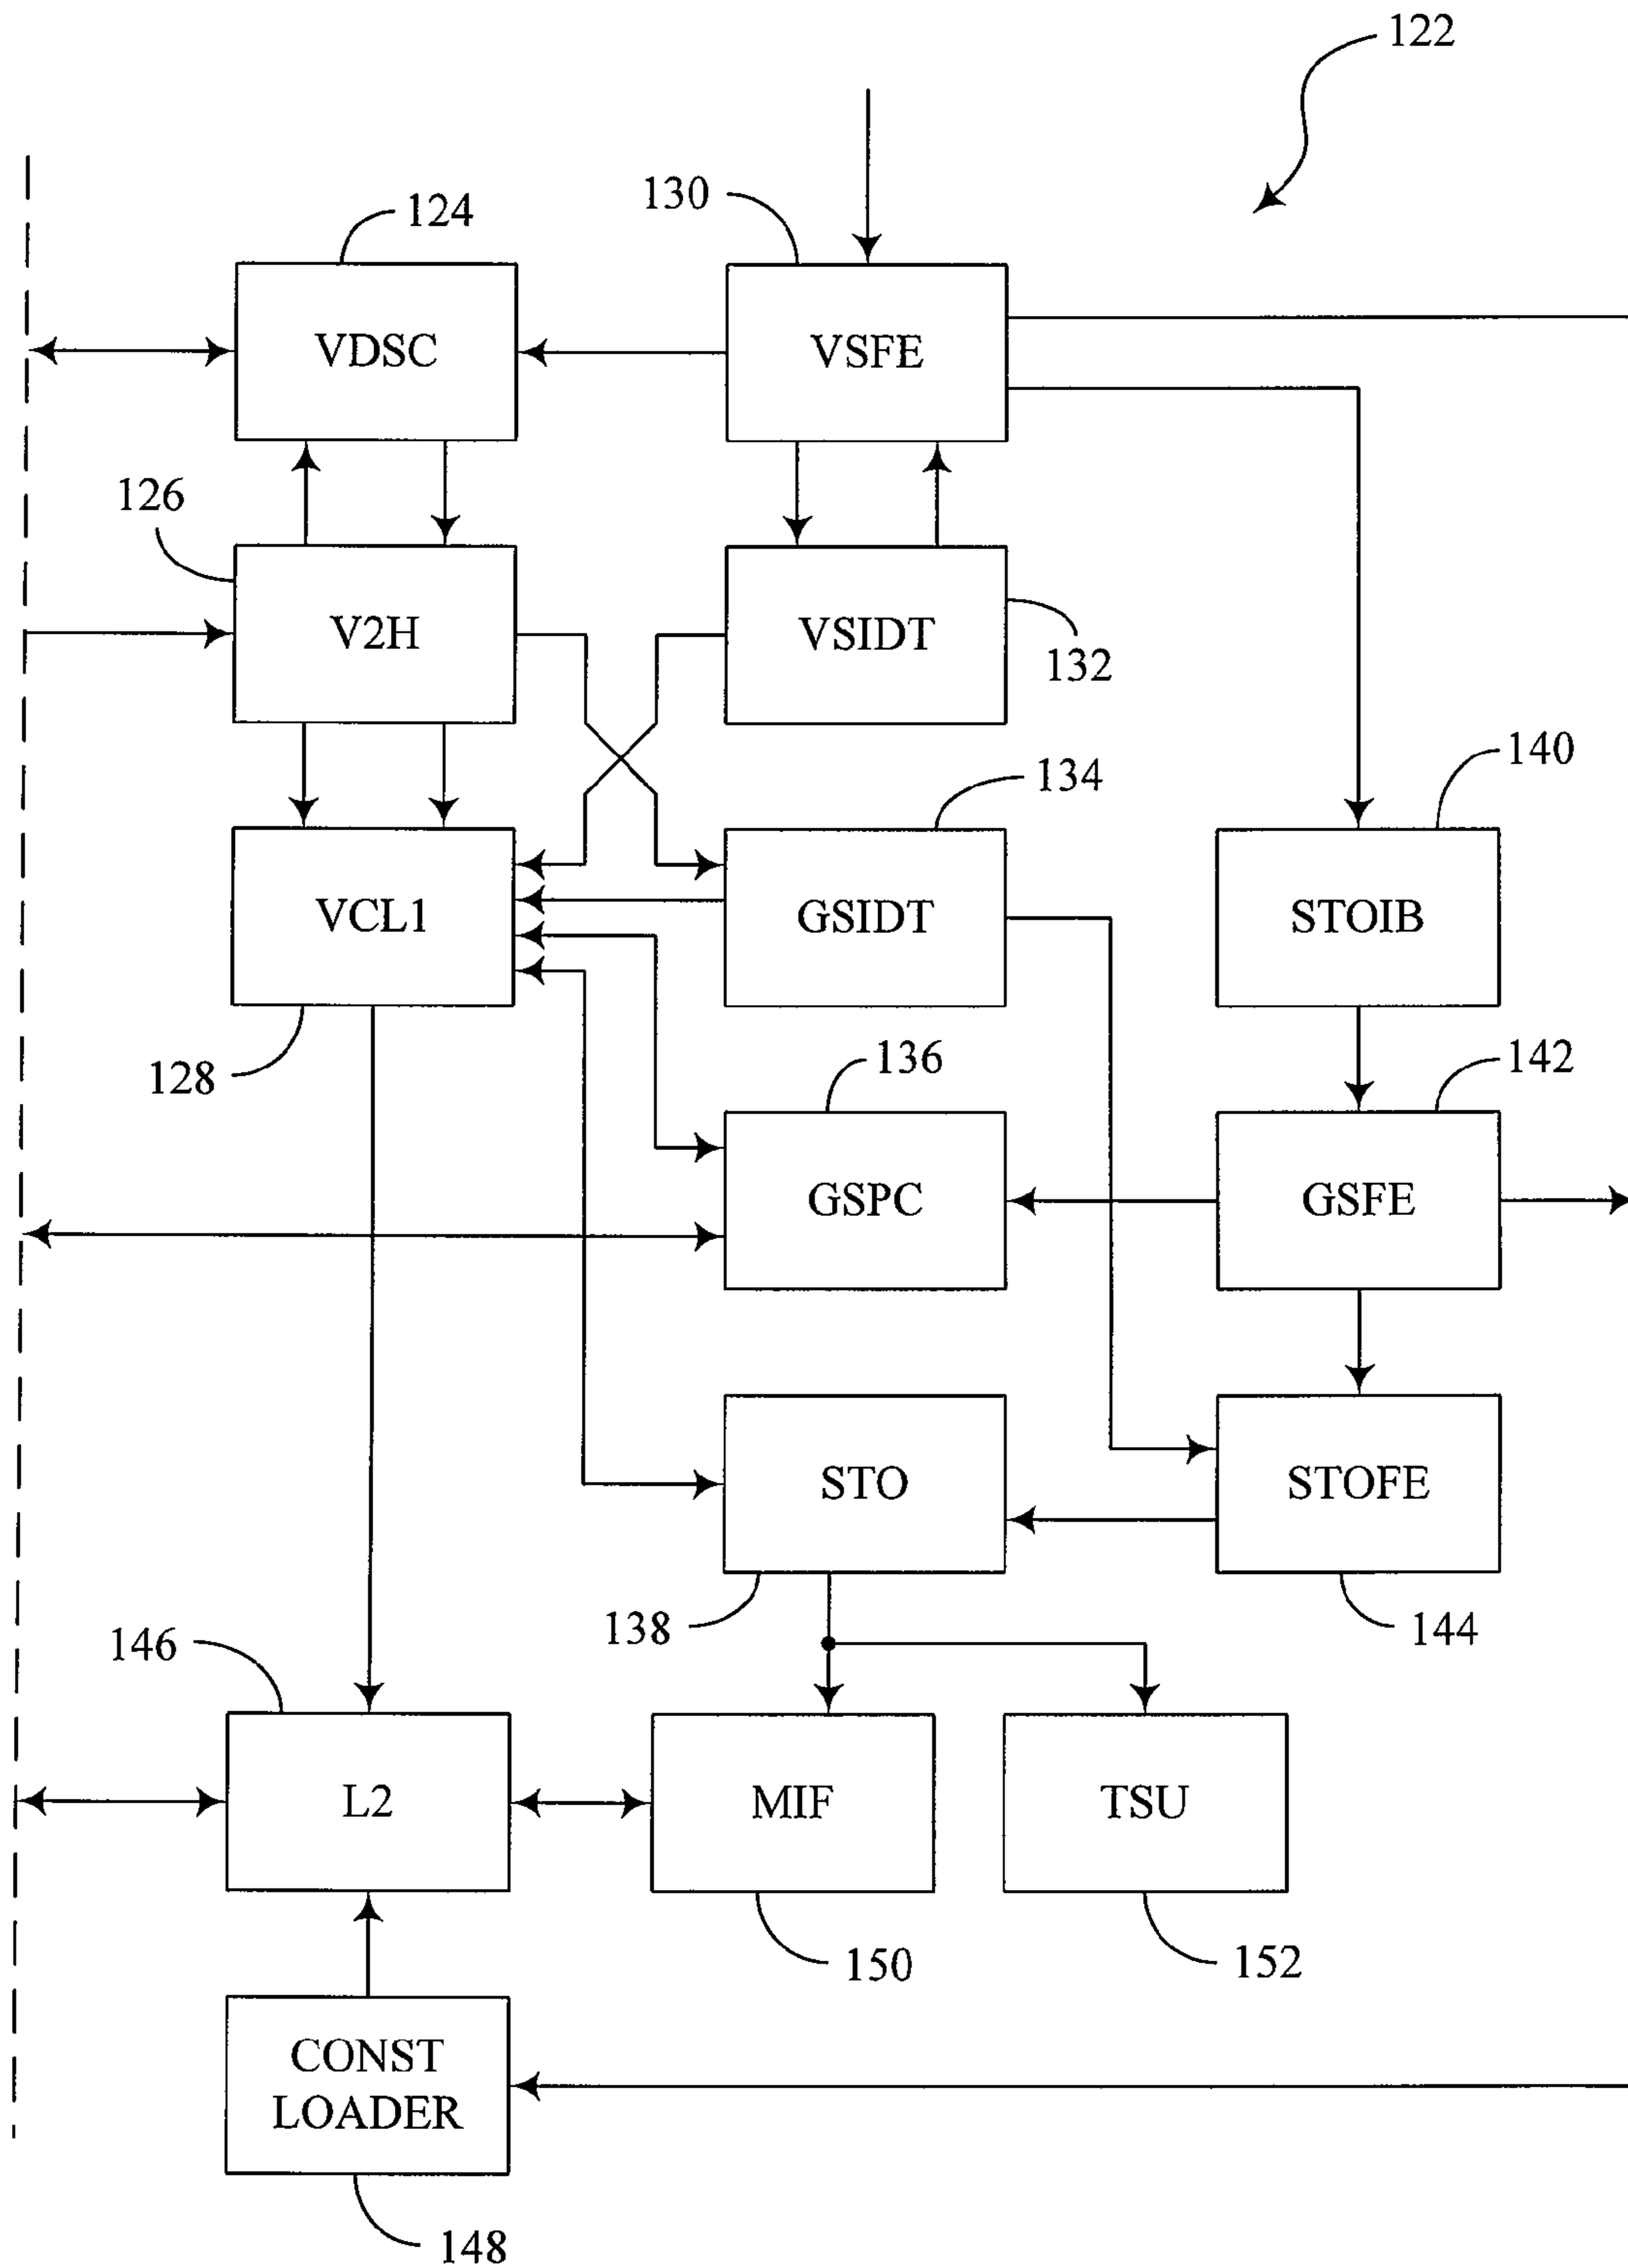 122
130
124
VDSC
VSFE
126
V2H
VSIDT
132
134
140
VCL1
GSIDT
STOIB
128
136
142
GSPC
GSFE
STO
STOFE
138
144
146
L2
MIF
TSU
150
152
CONST
LOADER
148